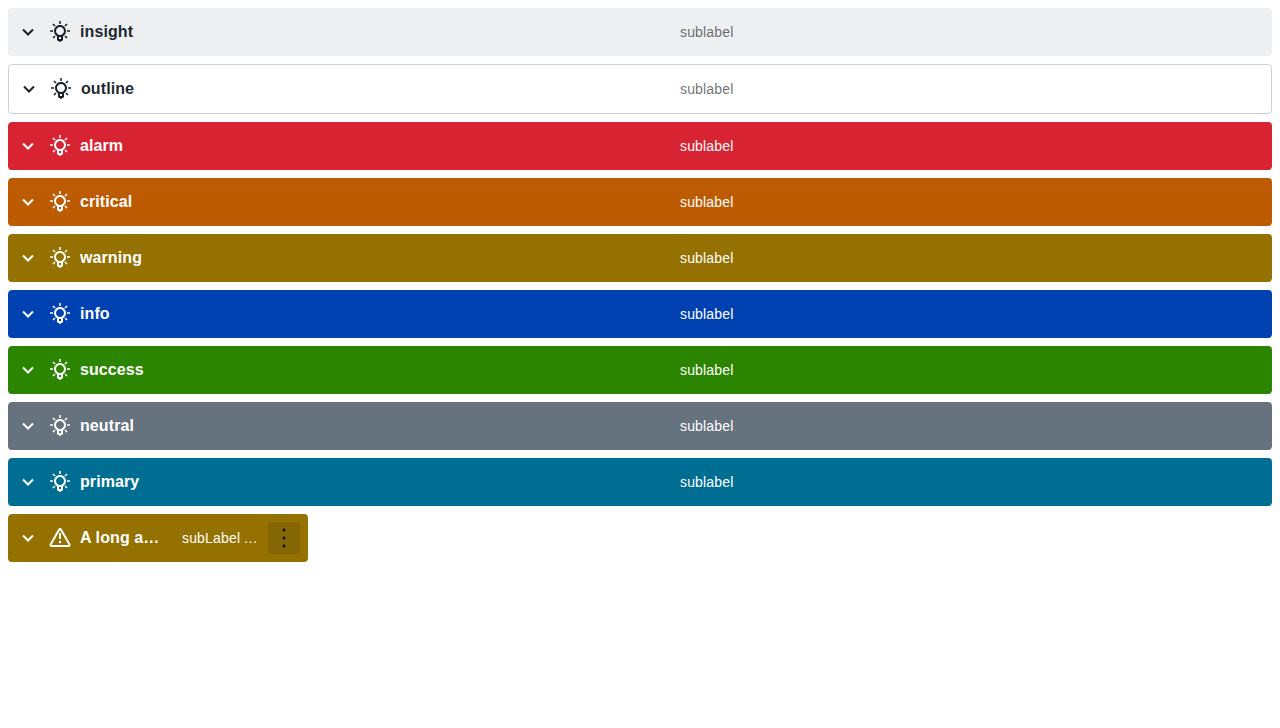 insight sublabel
outline sublabel
alarm sublabel
critical sublabel
warning sublabel
info sublabel
success sublabel
neutral sublabel
primary sublabel
A long a… subLabel …